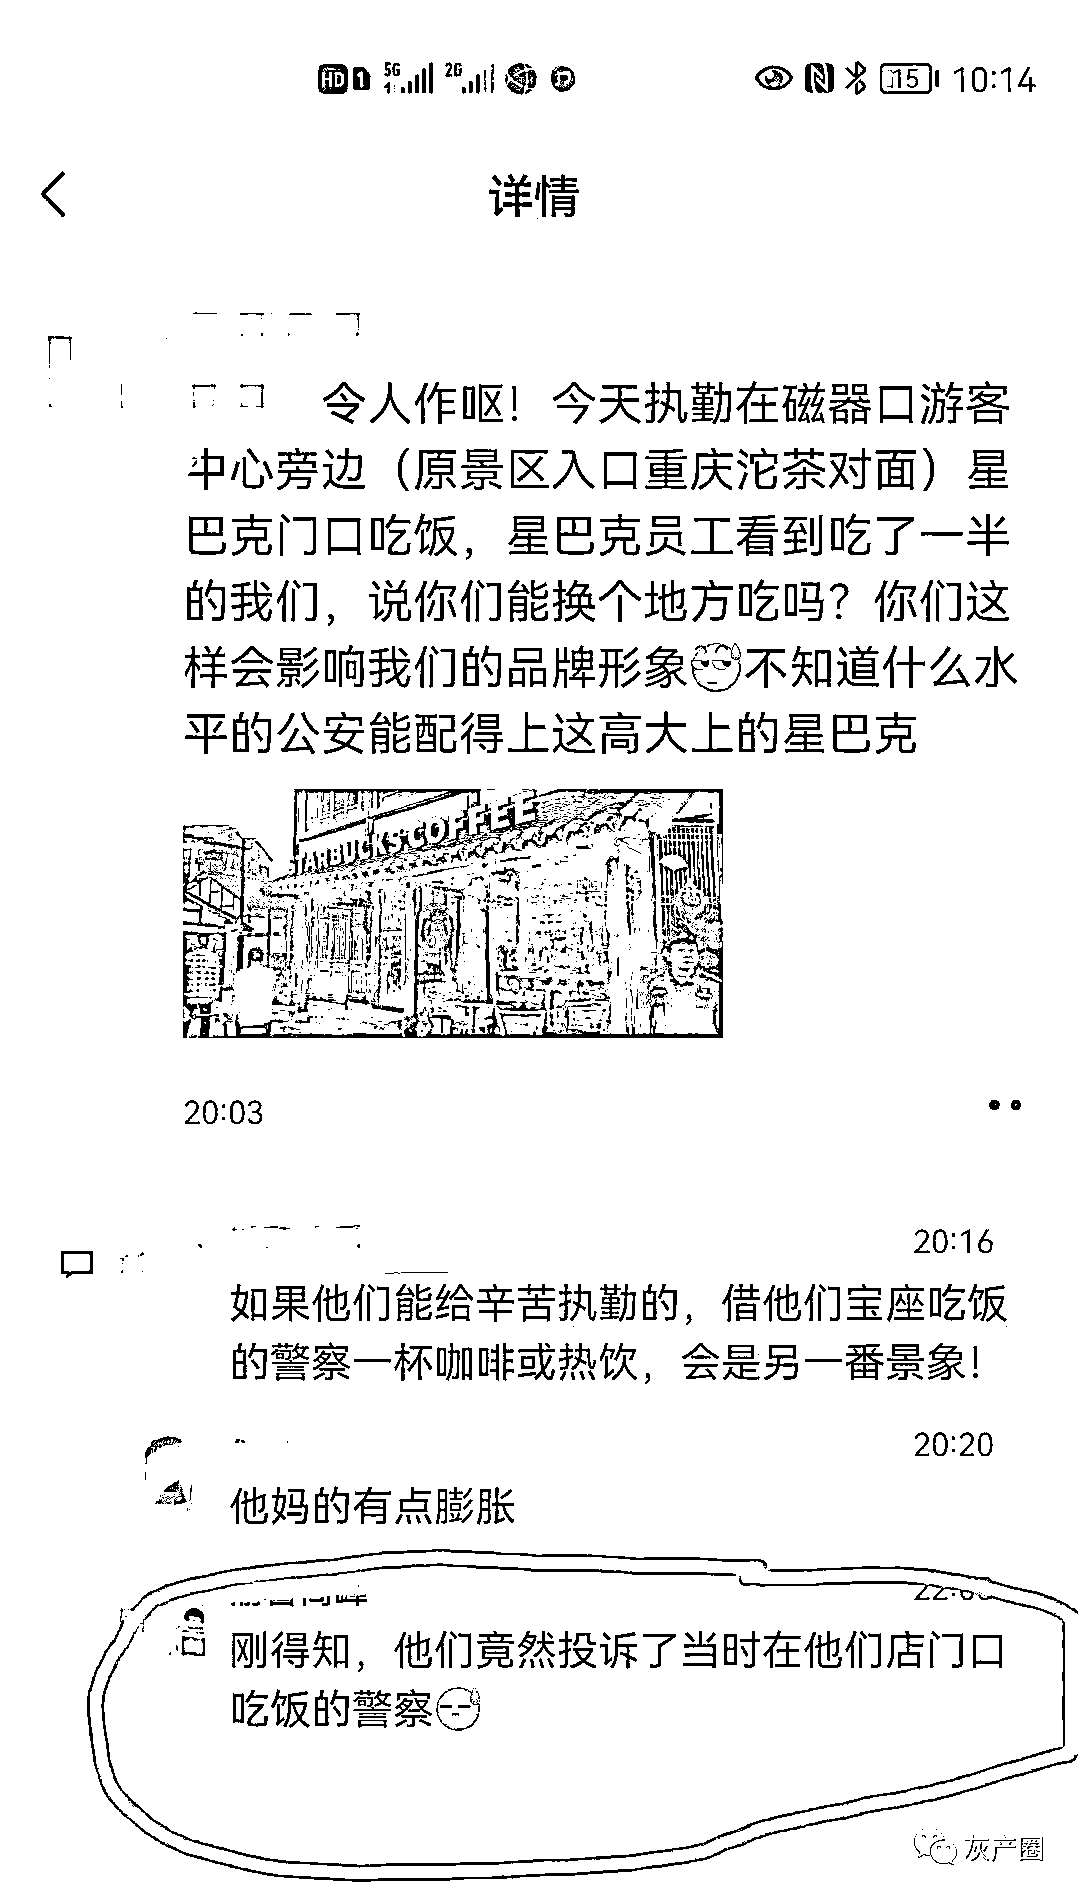 HD 1 5G 2G 15 10:14
详情
令人作呕！今天执勤在磁器口游客
中心旁边（原景区入口重庆沱茶对面）星
巴克门口吃饭，星巴克员工看到吃了一半
的我们，说你们能换个地方吃吗？你们这
样会影响我们的品牌形象不知道什么水
平的公安能配得上这高大上的星巴克
STARBUCKS COFFEE
20:03
20:16
如果他们能给辛苦执勤的，借他们宝座吃饭
的警察一杯咖啡或热饮，会是另一番景象！
20:20
他妈的有点膨胀
刚得知，他们竟然投诉了当时在他们店门口
吃饭的警察
灰产圈